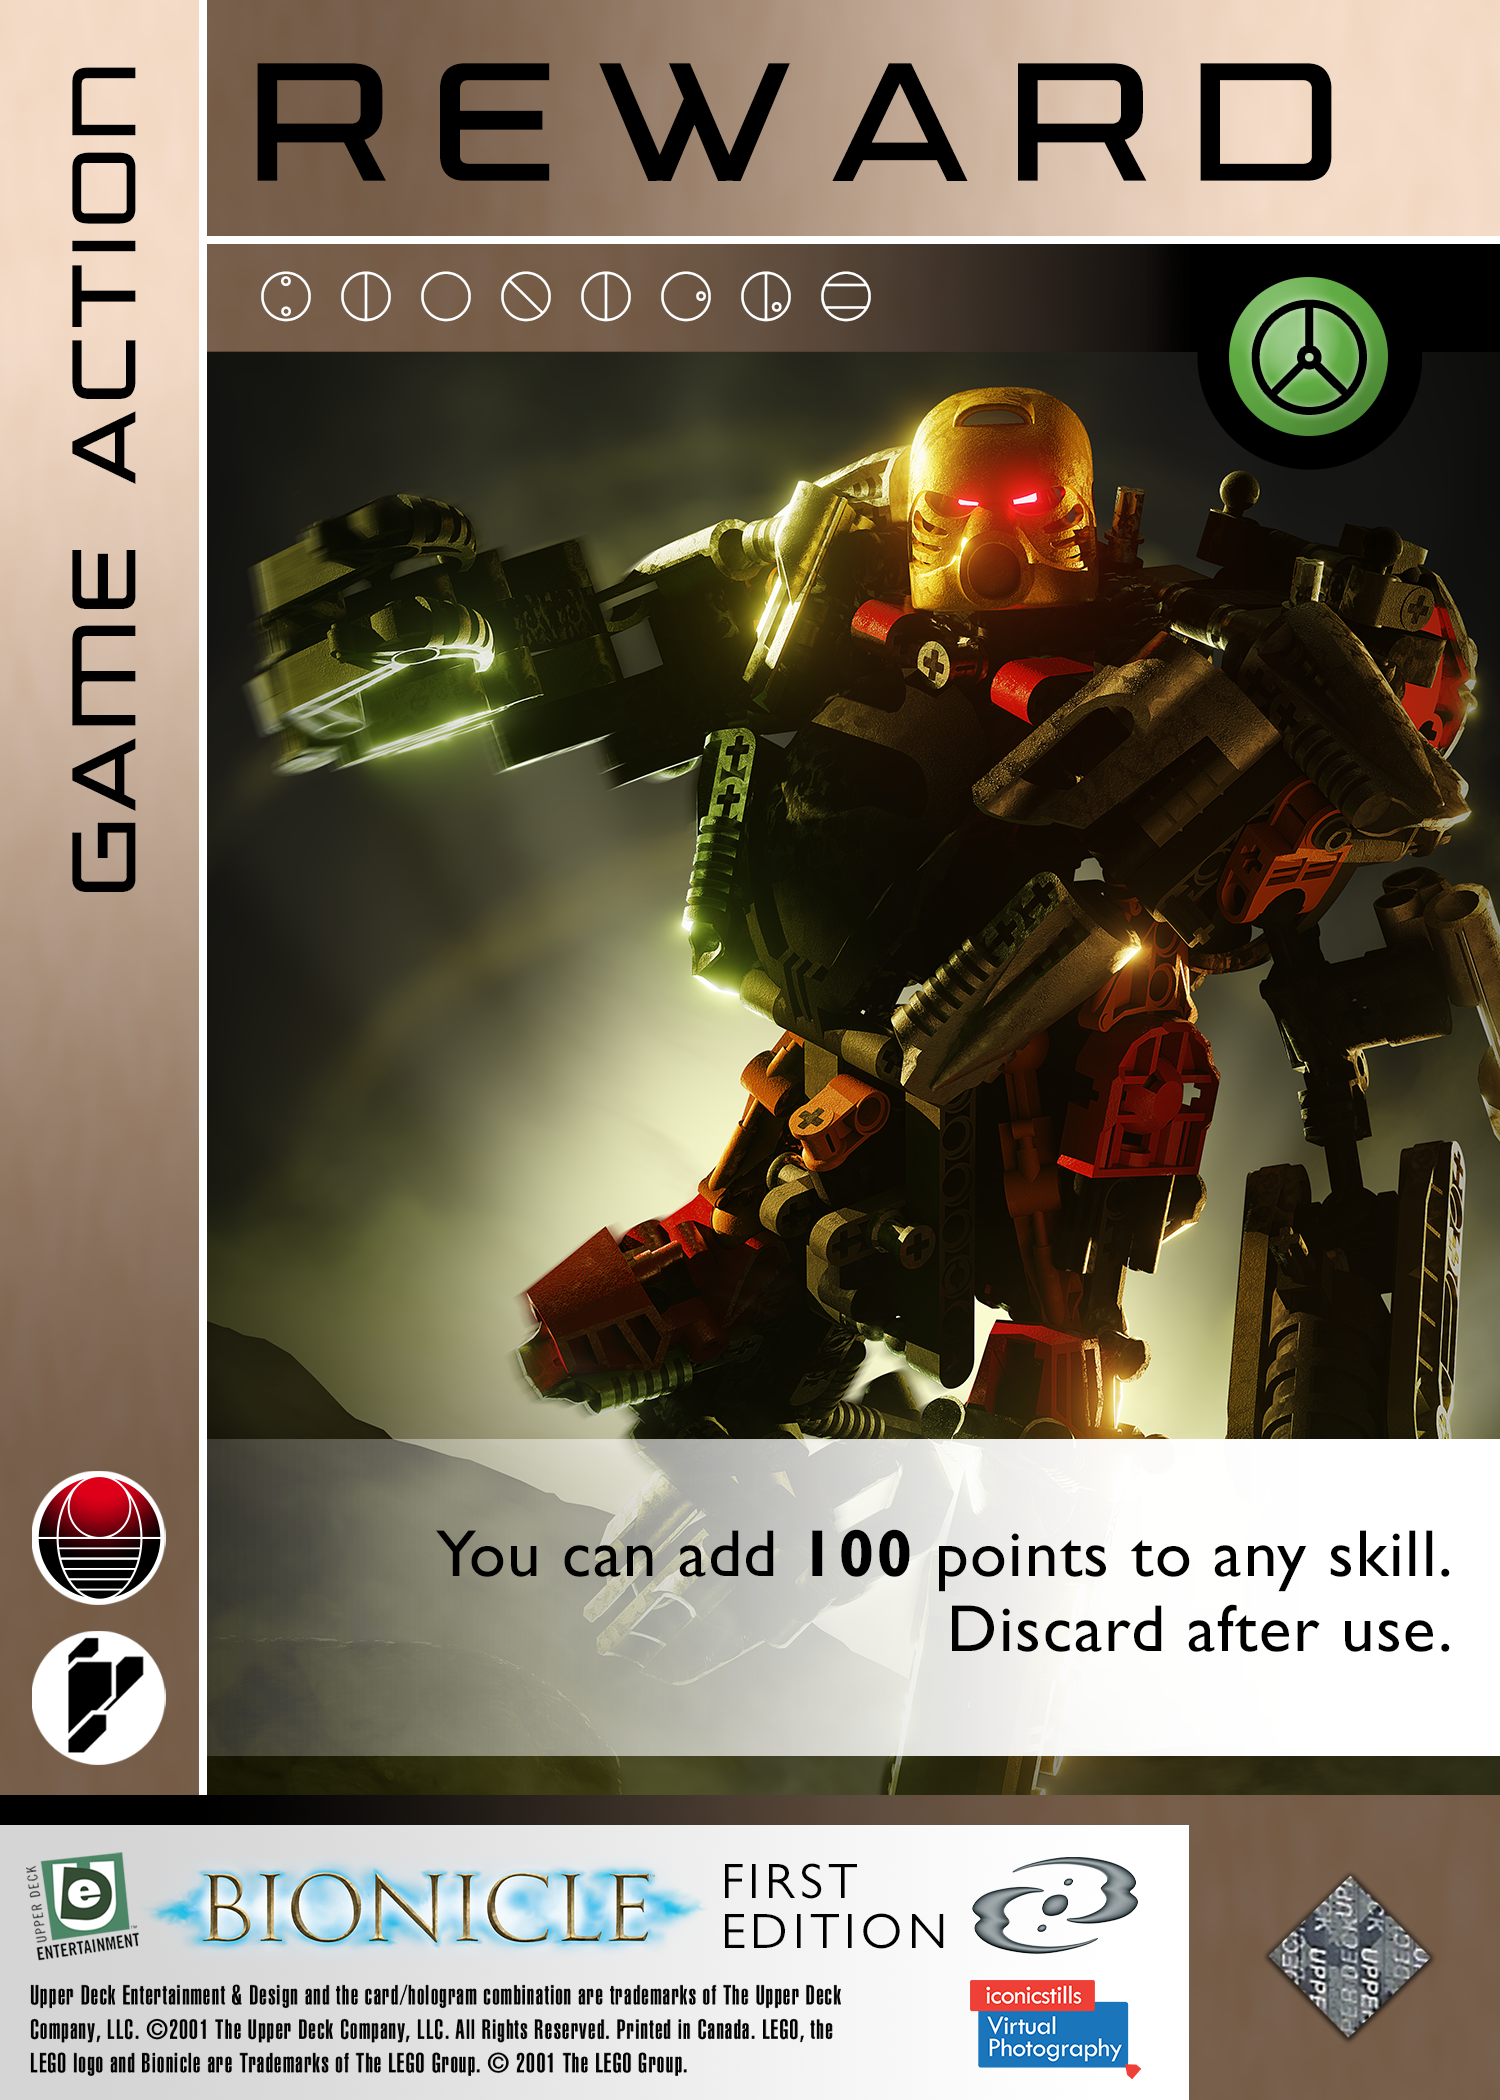 REWARD
GAME ACTION
You can add 100 points to any skill.
Discard after use.
UPPER DECK
e
ENTERTAINMENT
BIONICLE
FIRST
EDITION
iconicstills
Virtual
Photography
Upper Deck Entertainment & Design and the card/hologram combination are trademarks of The Upper Deck
Company, LLC. ©2001 The Upper Deck Company, LLC. All Rights Reserved. Printed in Canada. LEGO, the
LEGO logo and Bionicle are Trademarks of The LEGO Group. © 2001 The LEGO Group.